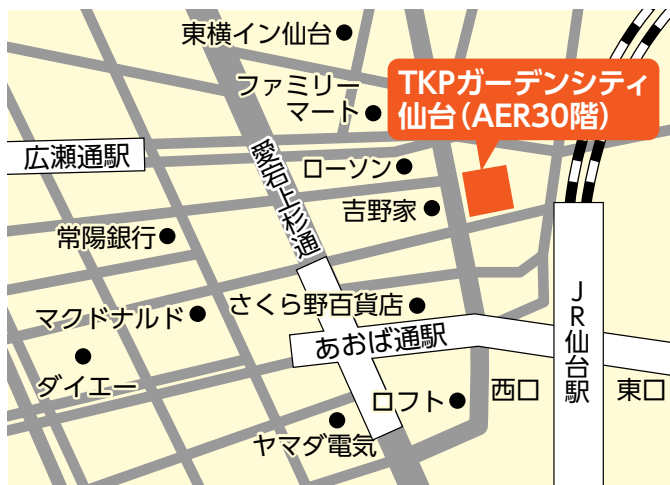 東横イン仙台
ファミリー
マート
TKPガーデンシティ
仙台（AER30階）
広瀬通駅
愛宕上杉通
ローソン
吉野家
常陽銀行
さくら野百貨店
マクドナルド
あおば通駅
JR仙台駅
ダイエー
ロフト
西口
東口
ヤマダ電気